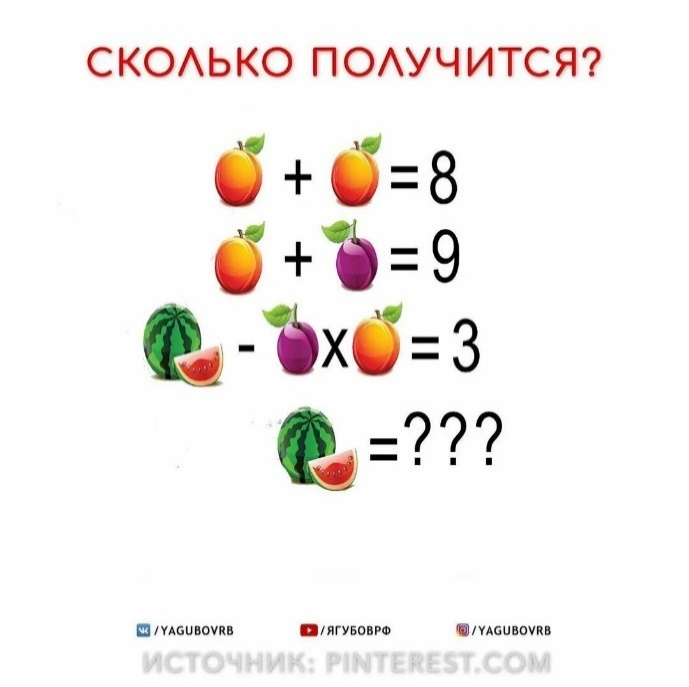 СКОЛЬКО ПОЛУЧИТСЯ?
+ =8
+ =9
- x =3
=???
/YAGUBOVRB /ЯГУБОВРФ /YAGUBOVRB
ИСТОЧНИК: PINTEREST.COM